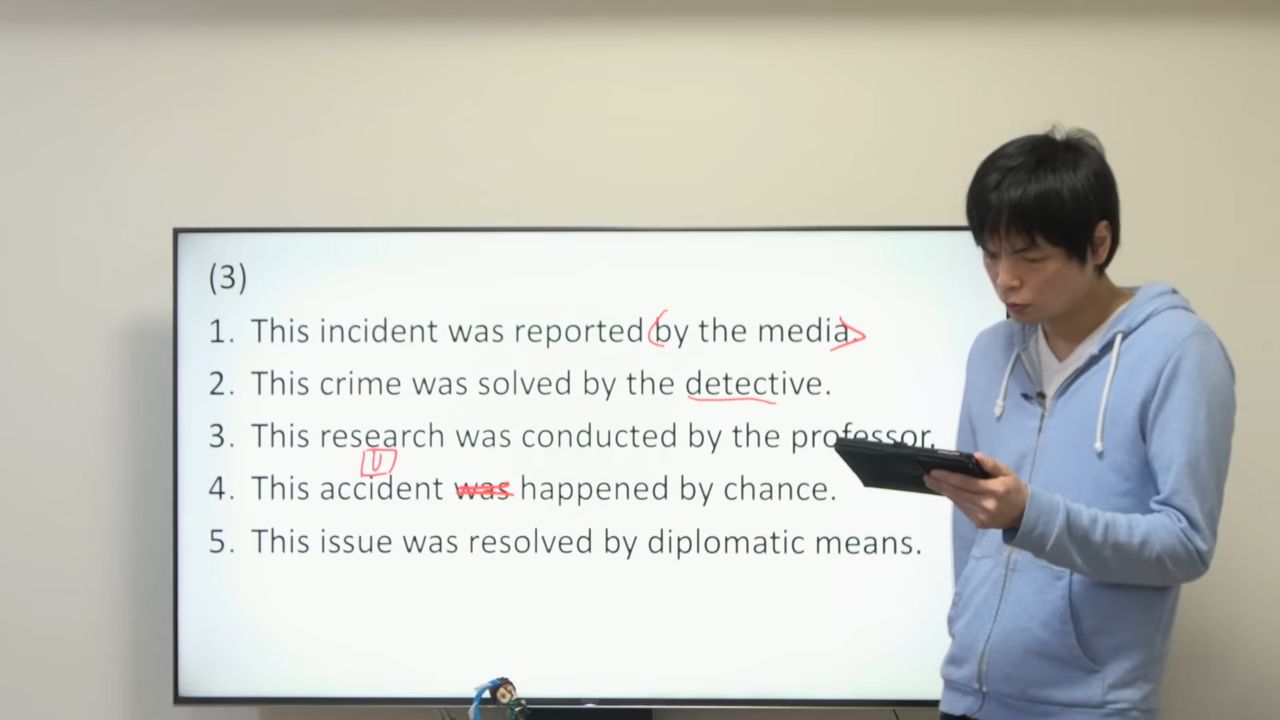 (3)
1. This incident was reported by the media.
2. This crime was solved by the detective.
3. This research was conducted by the professor.
4. This accident was happened by chance.
5. This issue was resolved by diplomatic means.